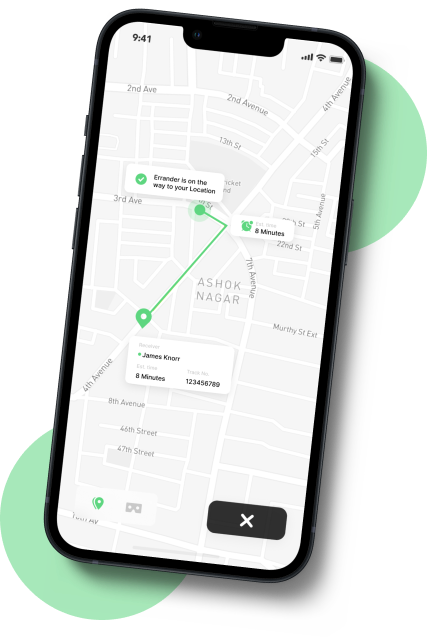 9:41
2nd Ave
2nd Avenue
4th Avenue
13th St
15th St
Errander is on the
way to your Location
3rd Ave
5th Avenue
Est. time
8 Minutes
22nd St
7th Avenue
ASHOK
NAGAR
Murthy St Ext
Receiver
James Knorr
Est. time
8 Minutes
Track No.
123456789
4th Avenue
8th Avenue
46th Street
47th Street